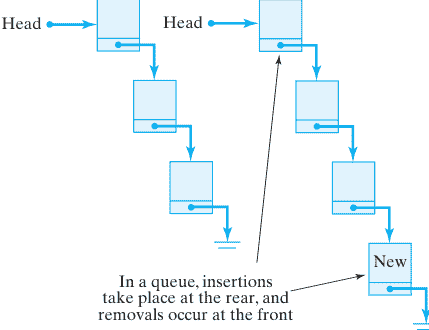 Head
Head
New
In a queue, insertions
take place at the rear, and
removals occur at the front